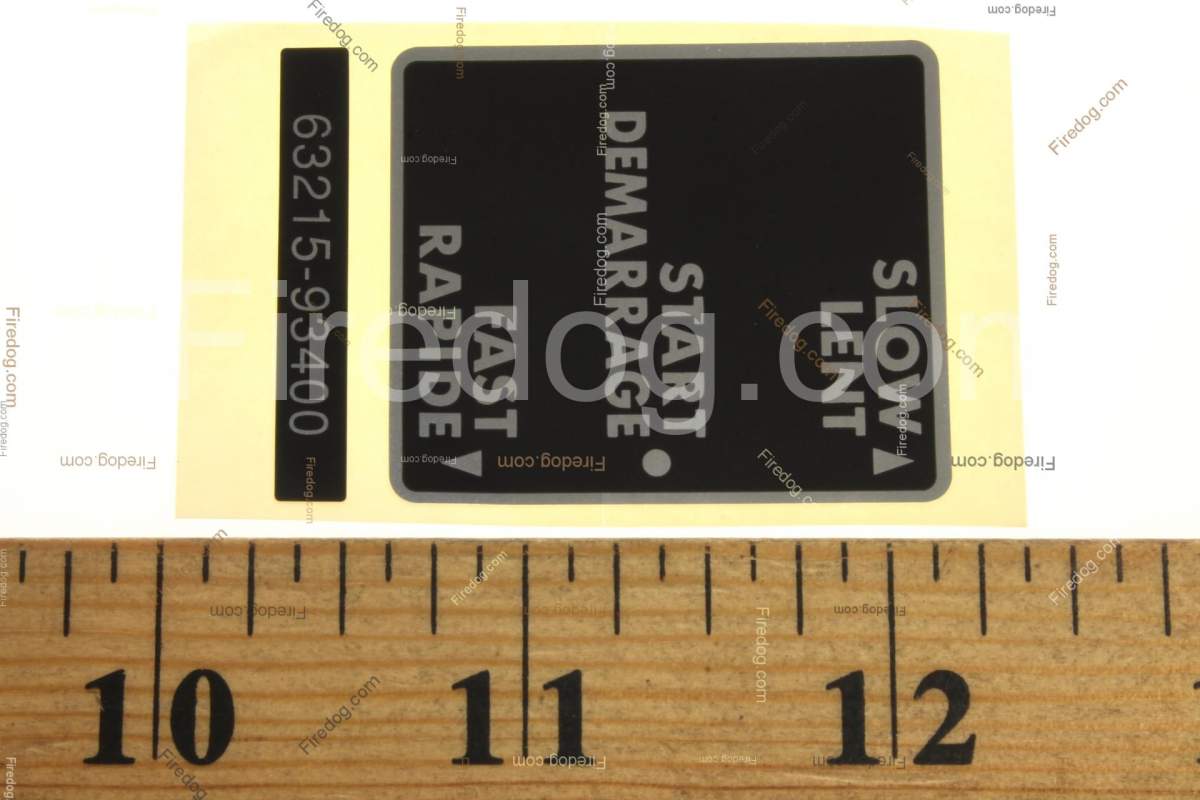 63215-93400
SLOW
LENT
START
DEMARRAGE
FAST
RAPIDE
10 11 12
Firedog.com